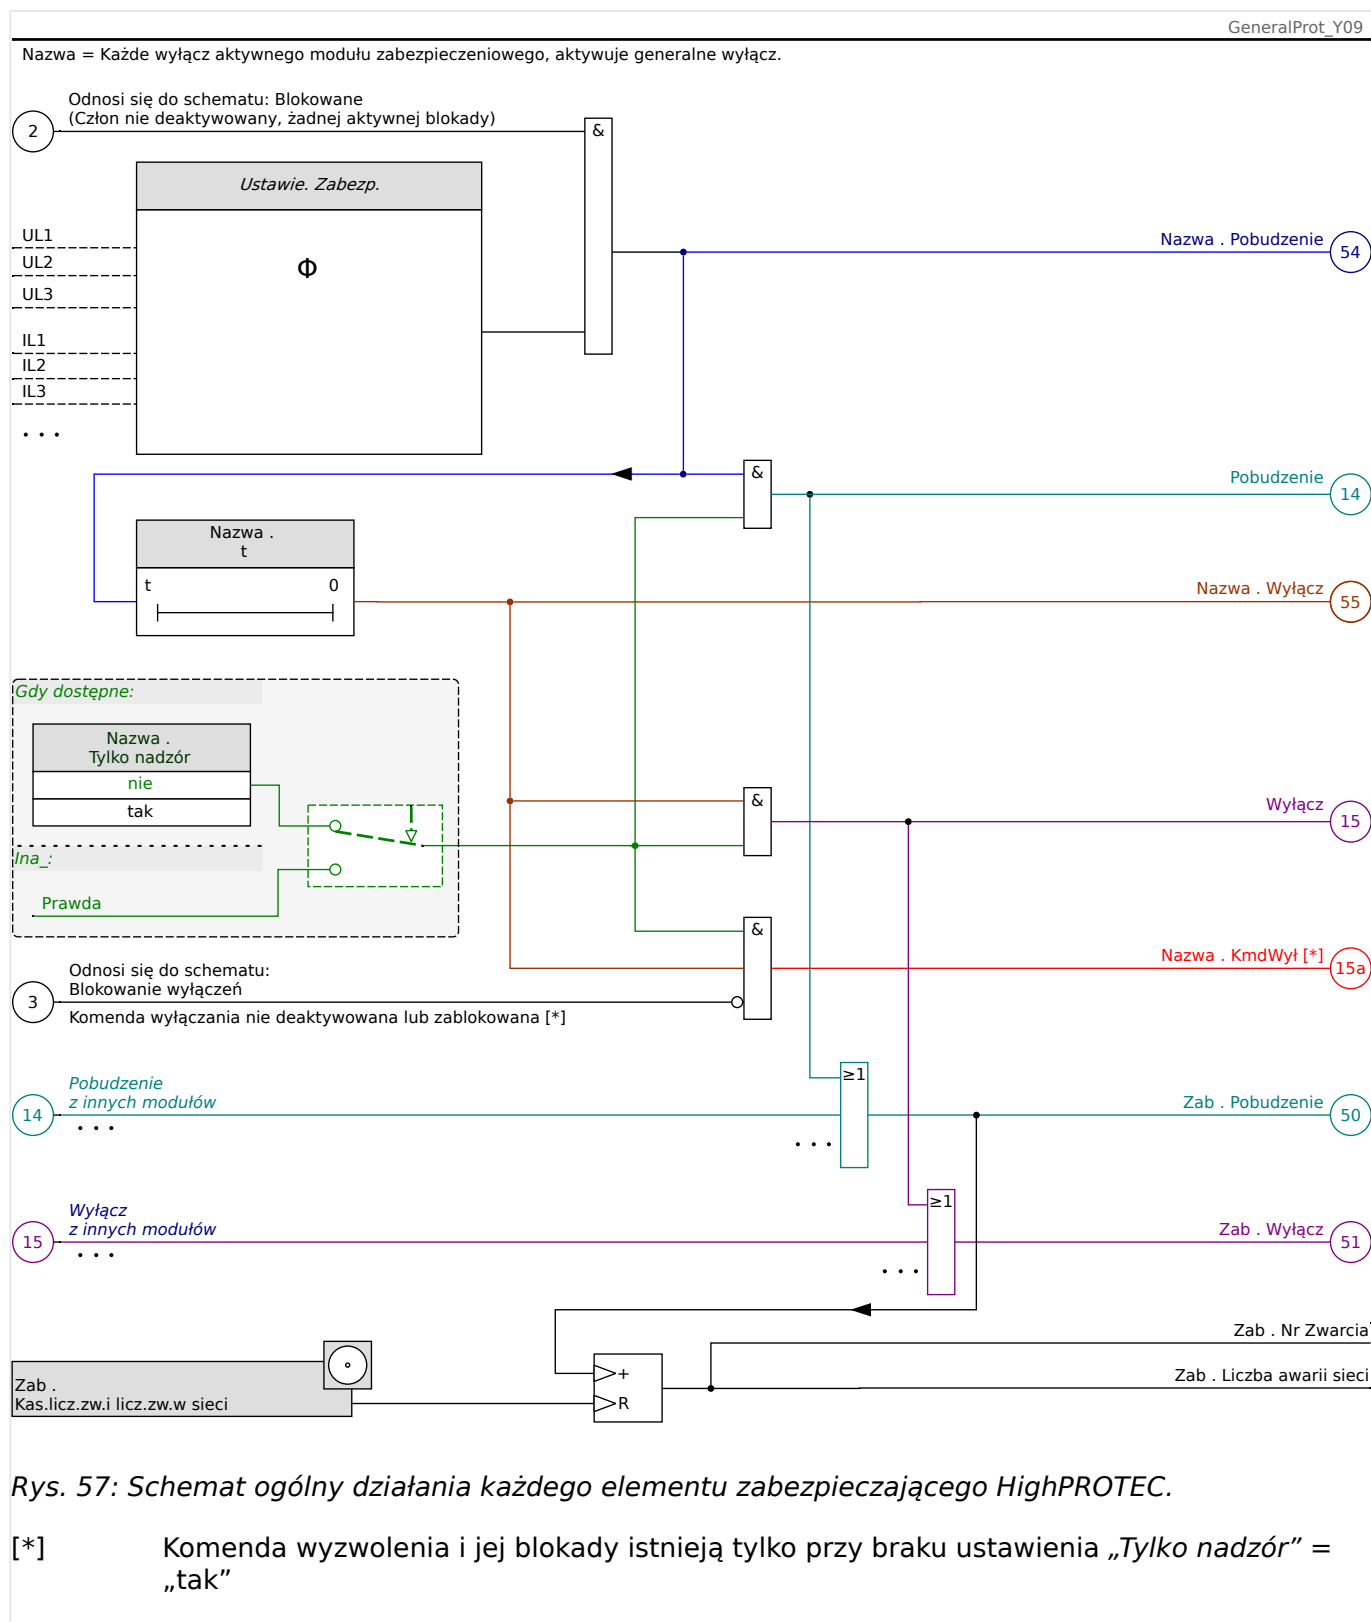 GeneralProt_Y09
Nazwa = Każde wyłącz aktywnego modułu zabezpieczeniowego, aktywuje generalne wyłącz.
Odnosi się do schematu: Blokowane
(Człon nie deaktywowany, żadnej aktywnej blokady)
2
&
Ustawie. Zabezp.
Φ
UL1
UL2
UL3
IL1
IL2
IL3
. . .
Nazwa . Pobudzenie
54
&
Pobudzenie
14
Nazwa .
t
t 0
Nazwa . Wyłącz
55
Gdy dostępne:
Nazwa .
Tylko nadzór
nie
tak
Ina_:
Prawda
&
Wyłącz
15
&
Nazwa . KmdWył [*]
15a
Odnosi się do schematu:
Blokowanie wyłączeń
3
Komenda wyłączania nie deaktywowana lub zablokowana [*]
Pobudzenie
z innych modułów
14
. . .
≥1
. . .
Zab . Pobudzenie
50
Wyłącz
z innych modułów
15
. . .
≥1
. . .
Zab . Wyłącz
51
Zab . Nr Zwarcia
Zab . Liczba awarii sieci
Zab .
Kas.licz.zw.i licz.zw.w sieci
+
R
Rys. 57: Schemat ogólny działania każdego elementu zabezpieczającego HighPROTEC.
[*] Komenda wyzwolenia i jej blokady istnieją tylko przy braku ustawienia „Tylko nadzór” =
„tak”